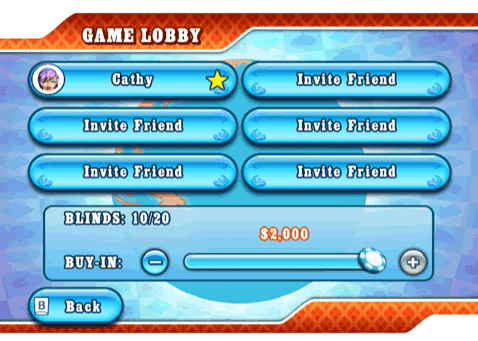 GAME LOBBY
Cathy
Invite Friend
Invite Friend
Invite Friend
Invite Friend
Invite Friend
BLINDS: 10/20
$2,000
BUY-IN:
B Back